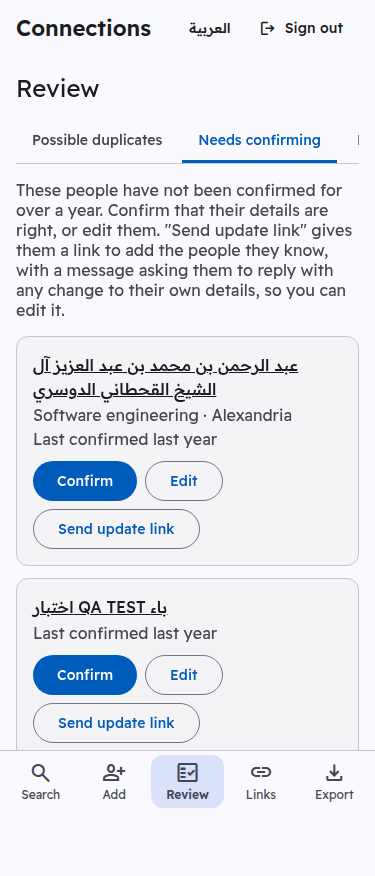 Connections
العربية
Sign out
Review
Possible duplicates
Needs confirming
These people have not been confirmed for
over a year. Confirm that their details are
right, or edit them. "Send update link" gives
them a link to add the people they know,
with a message asking them to reply with
any change to their own details, so you can
edit it.
عبد الرحمن بن محمد بن عبد العزيز آل
الشيخ القحطاني الدوسري
Software engineering · Alexandria
Last confirmed last year
Confirm
Edit
Send update link
باء QA TEST اختبار
Last confirmed last year
Confirm
Edit
Send update link
Search
Add
Review
Links
Export